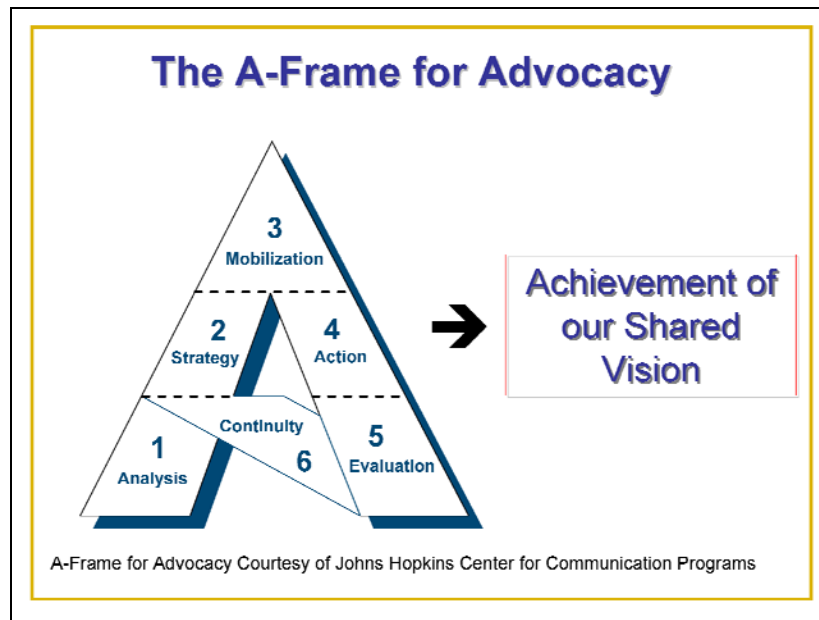 The A-Frame for Advocacy
3
Mobilization
2
Strategy
4
Action
Achievement of
our Shared
Vision
1
Analysis
Continuity
6
5
Evaluation
A-Frame for Advocacy Courtesy of Johns Hopkins Center for Communication Programs